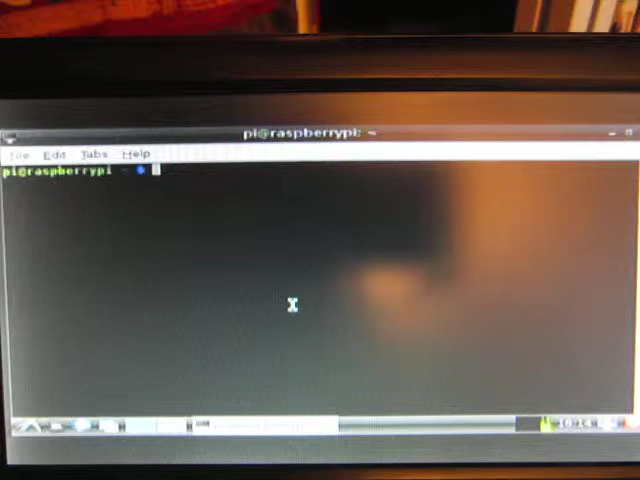 pi@raspberrypi: ~
File Edit Tabs Help
pi@raspberrypi ~ $